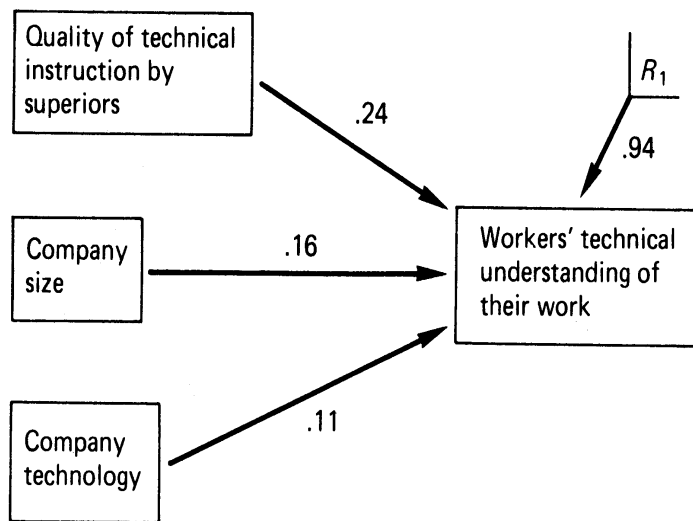 Quality of technical
instruction by
superiors
R1
.24
.94
Company
size
.16
Workers' technical
understanding of
their work
.11
Company
technology